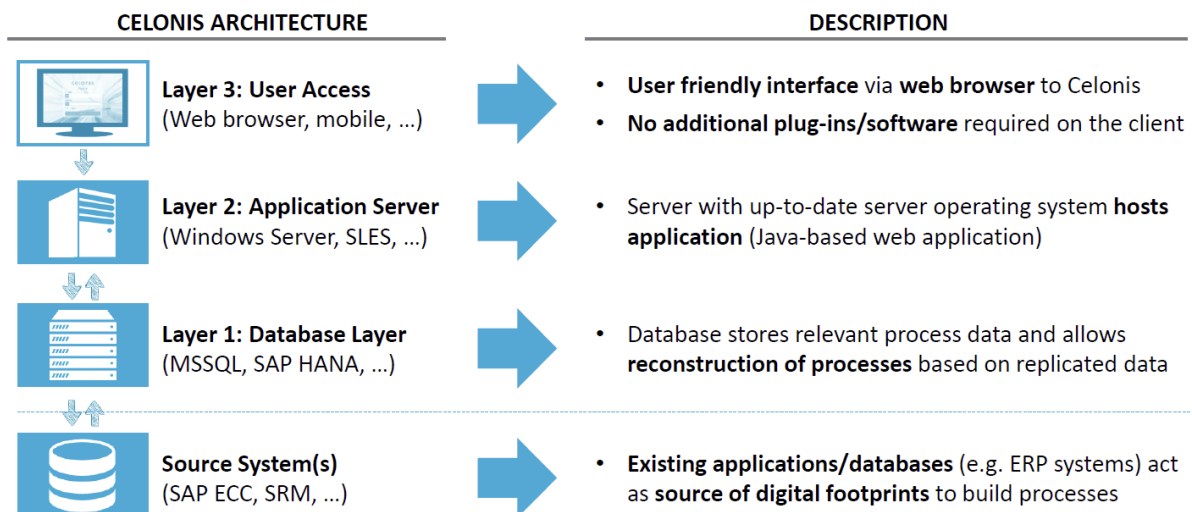 CELONIS ARCHITECTURE
DESCRIPTION
Layer 3: User Access
(Web browser, mobile, ...)
• User friendly interface via web browser to Celonis
• No additional plug-ins/software required on the client
Layer 2: Application Server
(Windows Server, SLES, ...)
• Server with up-to-date server operating system hosts
application (Java-based web application)
Layer 1: Database Layer
(MSSQL, SAP HANA, ...)
• Database stores relevant process data and allows
reconstruction of processes based on replicated data
Source System(s)
(SAP ECC, SRM, ...)
• Existing applications/databases (e.g. ERP systems) act
as source of digital footprints to build processes